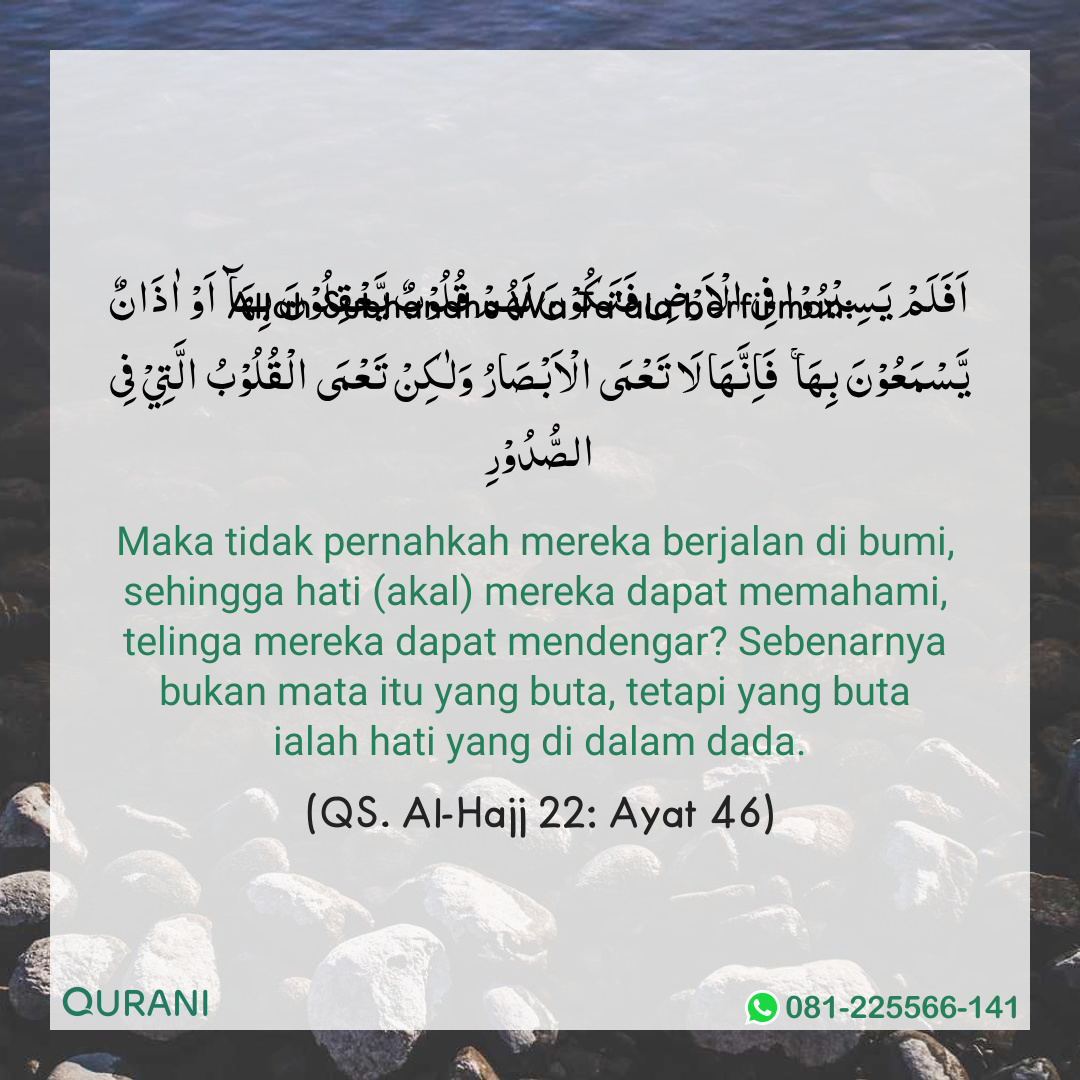 Allah Subhanahu Wa Ta'ala berfirman:
اَفَلَمْ يَسِيْرُوْا فِى الْاَرْضِ فَتَكُوْنَ لَهُمْ قُلُوْبٌ يَّعْقِلُوْنَ بِهَاۤ اَوْ اٰذَانٌ
يَّسْمَعُوْنَ بِهَا ۚ فَاِنَّهَا لَا تَعْمَى الْاَبْصَارُ وَلٰـكِنْ تَعْمَى الْـقُلُوْبُ الَّتِيْ فِى
الصُّدُوْرِ
Maka tidak pernahkah mereka berjalan di bumi,
sehingga hati (akal) mereka dapat memahami,
telinga mereka dapat mendengar? Sebenarnya
bukan mata itu yang buta, tetapi yang buta
ialah hati yang di dalam dada.
(QS. Al-Hajj 22: Ayat 46)
QURANI
081-225566-141